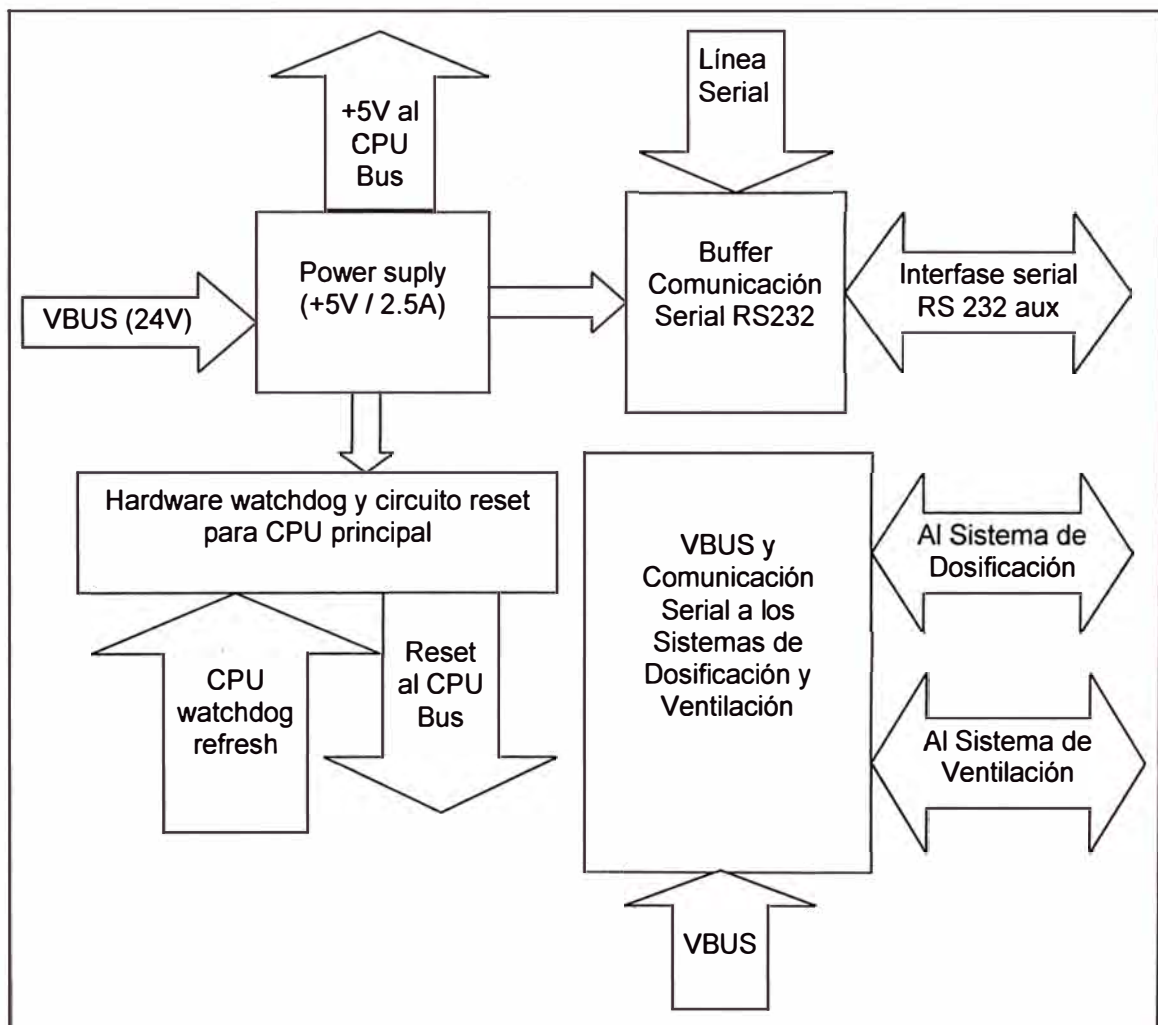 +5V al
CPU
Bus
Línea
Serial
VBUS (24V)
Power suply
(+5V / 2.5A)
Buffer
Comunicación
Serial RS232
Interfase serial
RS 232 aux
Hardware watchdog y circuito reset
para CPU principal
CPU
watchdog
refresh
Reset
al CPU
Bus
VBUS y
Comunicación
Serial a los
Sistemas de
Dosificación y
Ventilación
Al Sistema de
Dosificación
Al Sistema de
Ventilación
VBUS